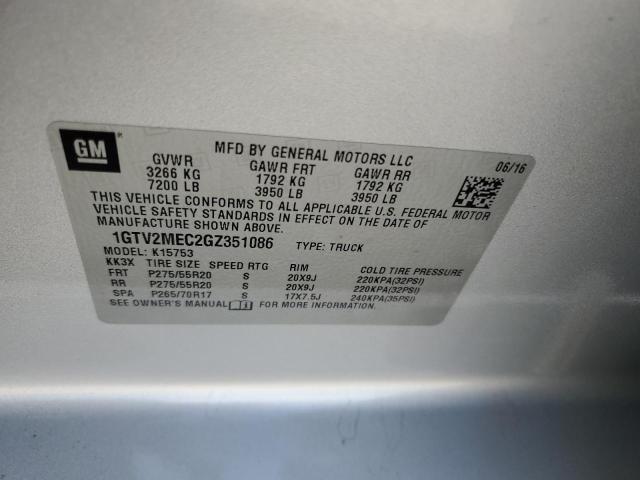 GM
MFD BY GENERAL MOTORS LLC
06/16
GVWR GAWR FRT GAWR RR
3266 KG 1792 KG 1792 KG
7200 LB 3950 LB 3950 LB
THIS VEHICLE CONFORMS TO ALL APPLICABLE U.S. FEDERAL MOTOR
VEHICLE SAFETY STANDARDS IN EFFECT ON THE DATE OF
MANUFACTURE SHOWN ABOVE.
1GTV2MEC2GZ351086 TYPE: TRUCK
MODEL: K15753
KK3X TIRE SIZE SPEED RTG RIM COLD TIRE PRESSURE
FRT P275/55R20 S 20X9J 220KPA(32PSI)
RR P275/55R20 S 20X9J 220KPA(32PSI)
SPA P265/70R17 S 17X7.5J 240KPA(35PSI)
SEE OWNER'S MANUAL FOR MORE INFORMATION.